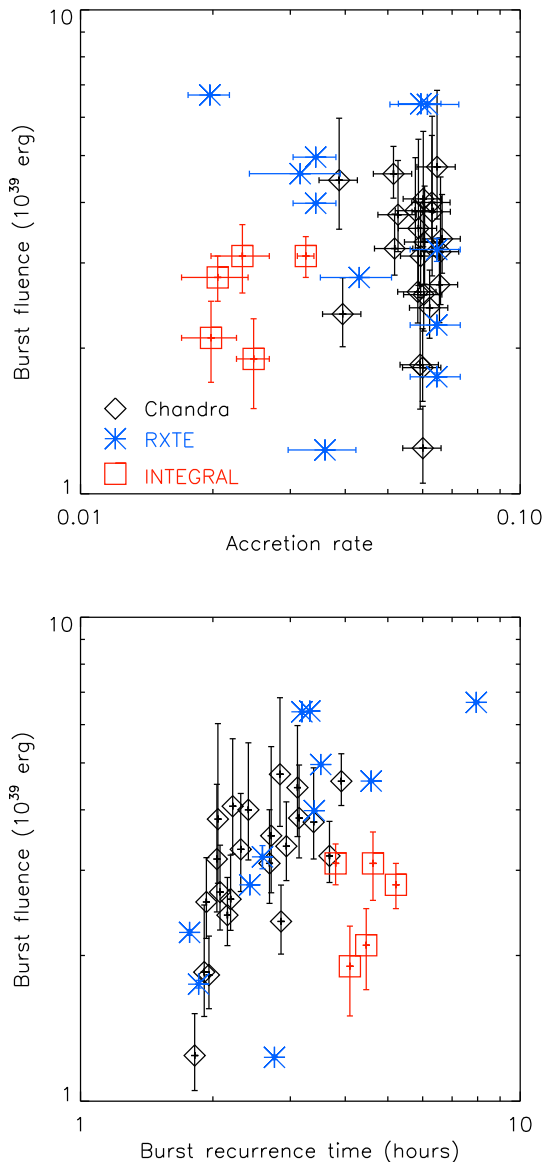 10
Burst fluence (10³⁹ erg)
Chandra
RXTE
INTEGRAL
1
0.01
0.10
Accretion rate
10
Burst fluence (10³⁹ erg)
1
1
10
Burst recurrence time (hours)